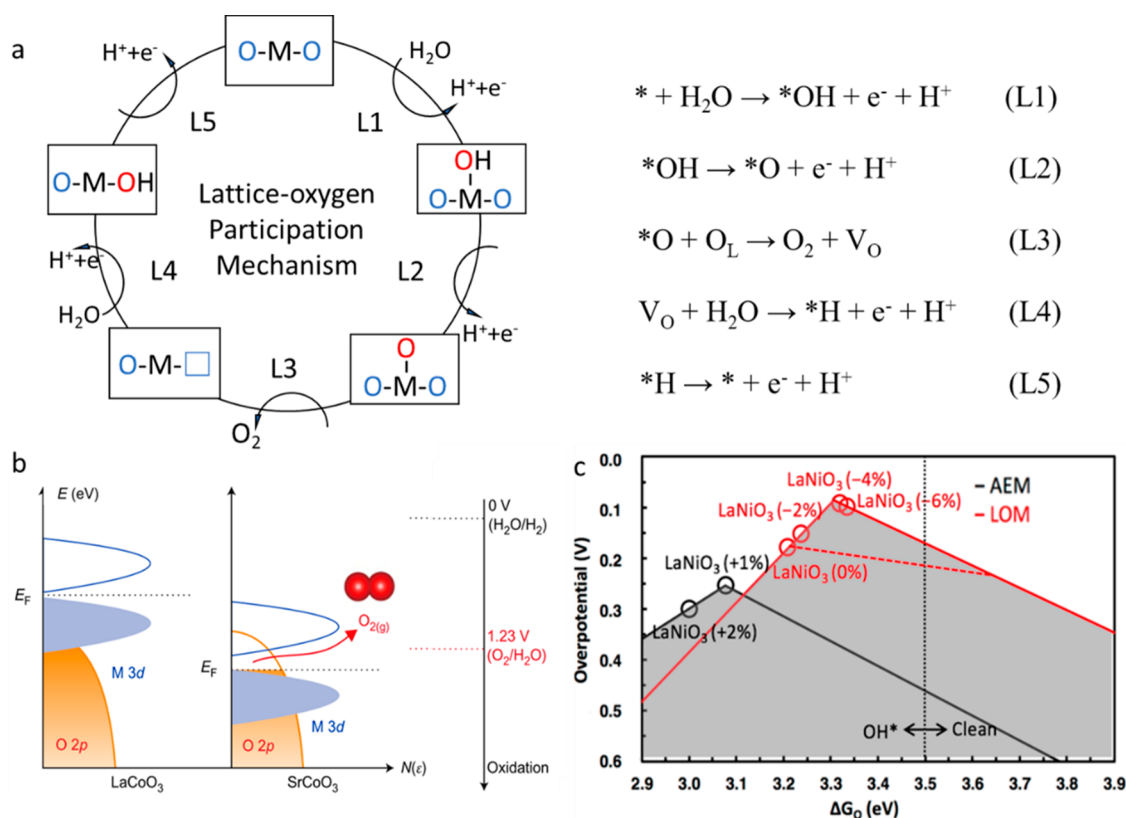 a
H⁺+e⁻
O-M-O
H₂O
H⁺+e⁻
L5
L1
O-M-OH
OH
O-M-O
Lattice-oxygen
Participation
Mechanism
H⁺+e⁻
L4
L2
H₂O
H⁺+e⁻
O-M-
L3
O
O-M-O
O₂
* + H₂O → *OH + e⁻ + H⁺ (L1)
*OH → *O + e⁻ + H⁺ (L2)
*O + O_L → O₂ + V_O (L3)
V_O + H₂O → *H + e⁻ + H⁺ (L4)
*H → * + e⁻ + H⁺ (L5)
b
E (eV)
E_F
M 3d
O 2p
LaCoO₃
E_F
O₂(g)
M 3d
O 2p
SrCoO₃
N(ε)
0 V
(H₂O/H₂)
1.23 V
(O₂/H₂O)
Oxidation
c
Overpotential (V)
0.0
0.1
0.2
0.3
0.4
0.5
0.6
LaNiO₃ (−4%)
LaNiO₃ (−6%)
LaNiO₃ (−2%)
LaNiO₃ (0%)
LaNiO₃ (+1%)
LaNiO₃ (+2%)
AEM
LOM
OH* Clean
2.9 3.0 3.1 3.2 3.3 3.4 3.5 3.6 3.7 3.8 3.9
ΔG_O (eV)